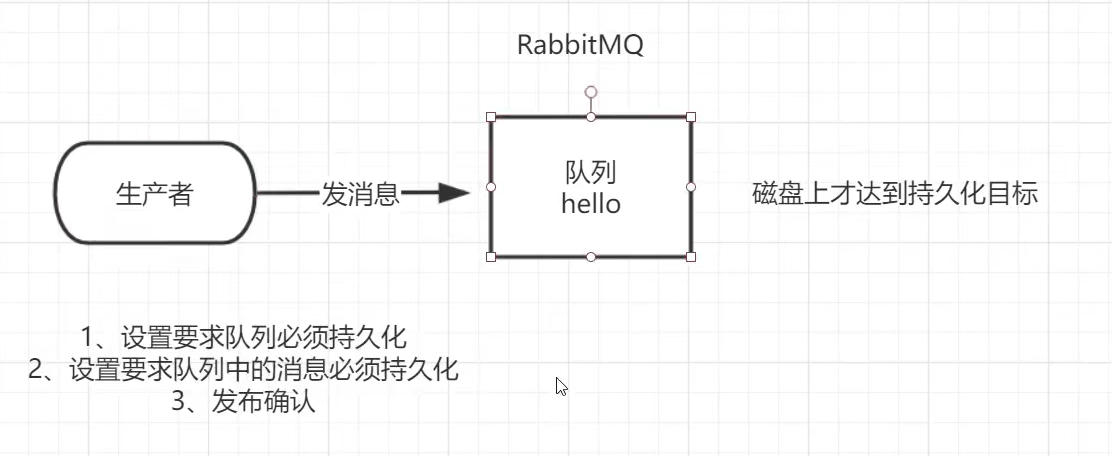 RabbitMQ
生产者
发消息
队列
hello
磁盘上才达到持久化目标
1、设置要求队列必须持久化
2、设置要求队列中的消息必须持久化
3、发布确认